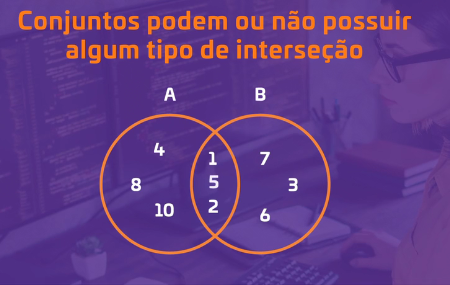 Conjuntos podem ou não possuir
algum tipo de interseção
A B
4 1 7
8 5 3
10 2 6